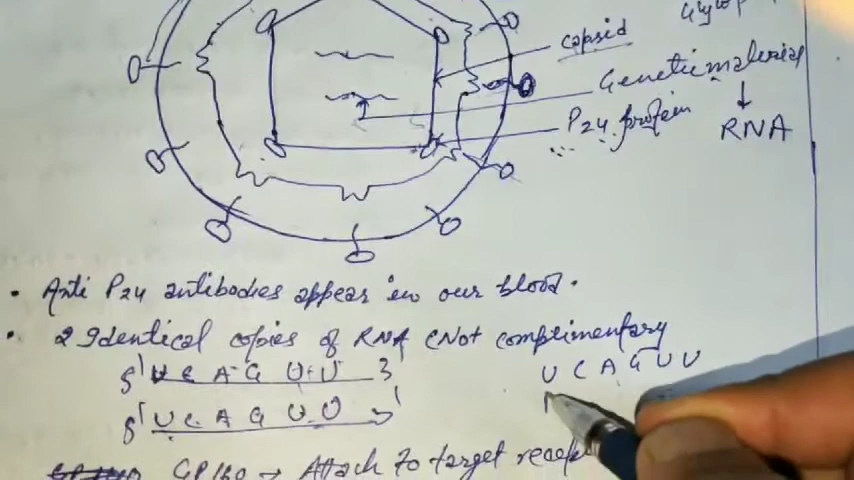 Glyco
capsid
Genetic material
P24 protein
RNA
• Anti P24 antibodies appear in our blood.
• 2 Identical copies of RNA (Not complimentary
5' U C A G U U 3'
U C A G U U
5' U C A G U U 3'
GP160 → Attach to target recep